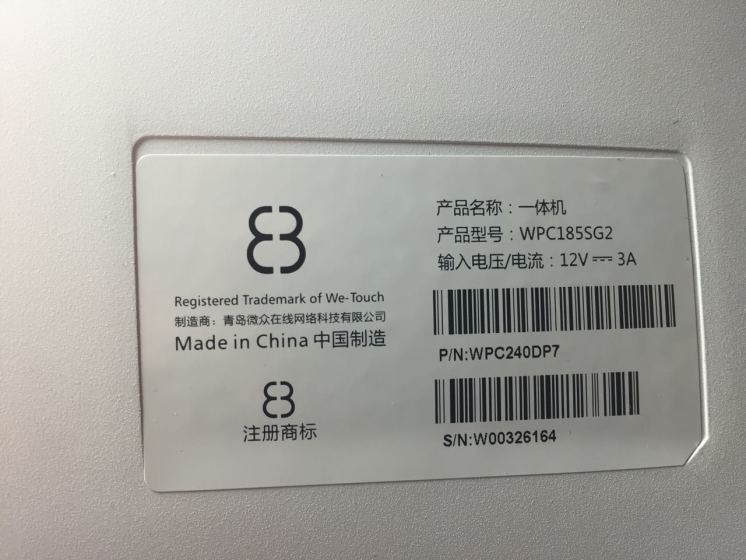 Registered Trademark of We-Touch
制造商：青岛微众在线网络科技有限公司
Made in China 中国制造
注册商标
产品名称：一体机
产品型号：WPC185SG2
输入电压/电流：12V⎓3A
P/N:WPC240DP7
S/N:W00326164